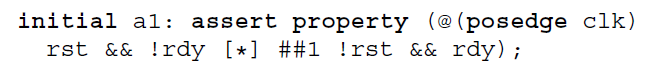 initial a1: assert property (@(posedge clk)
rst && !rdy [*] ##1 !rst && rdy);